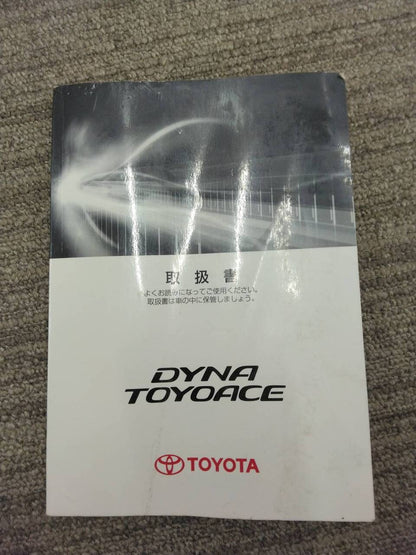 取扱書
よくお読みになってご使用ください。
取扱書は車の中に保管しましょう。
DYNA
TOYOACE
TOYOTA